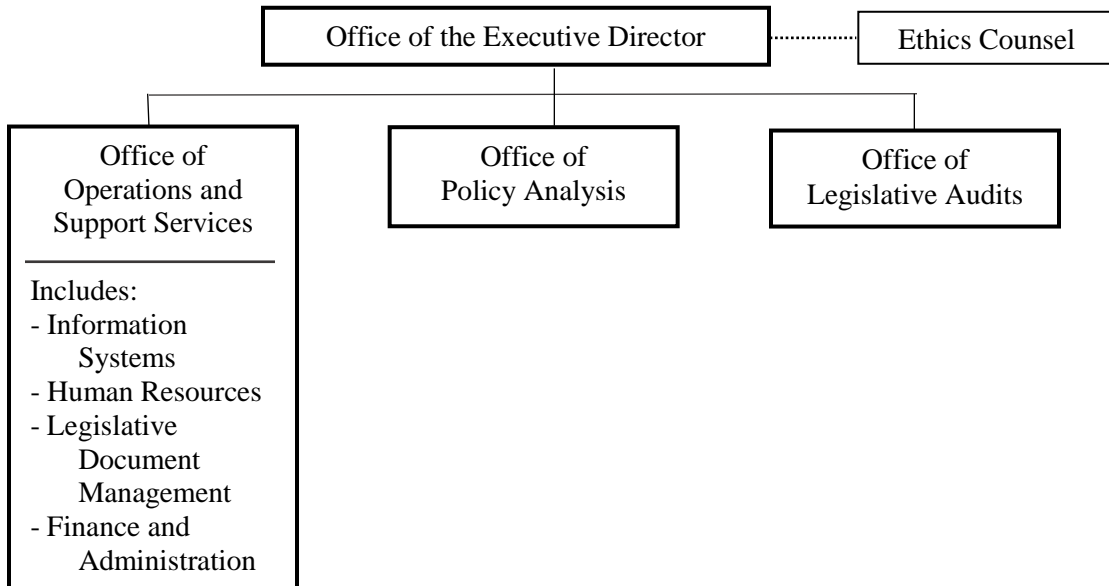 Office of the Executive Director
Ethics Counsel
Office of
Operations and
Support Services
Includes:
- Information
Systems
- Human Resources
- Legislative
Document
Management
- Finance and
Administration
Office of
Policy Analysis
Office of
Legislative Audits